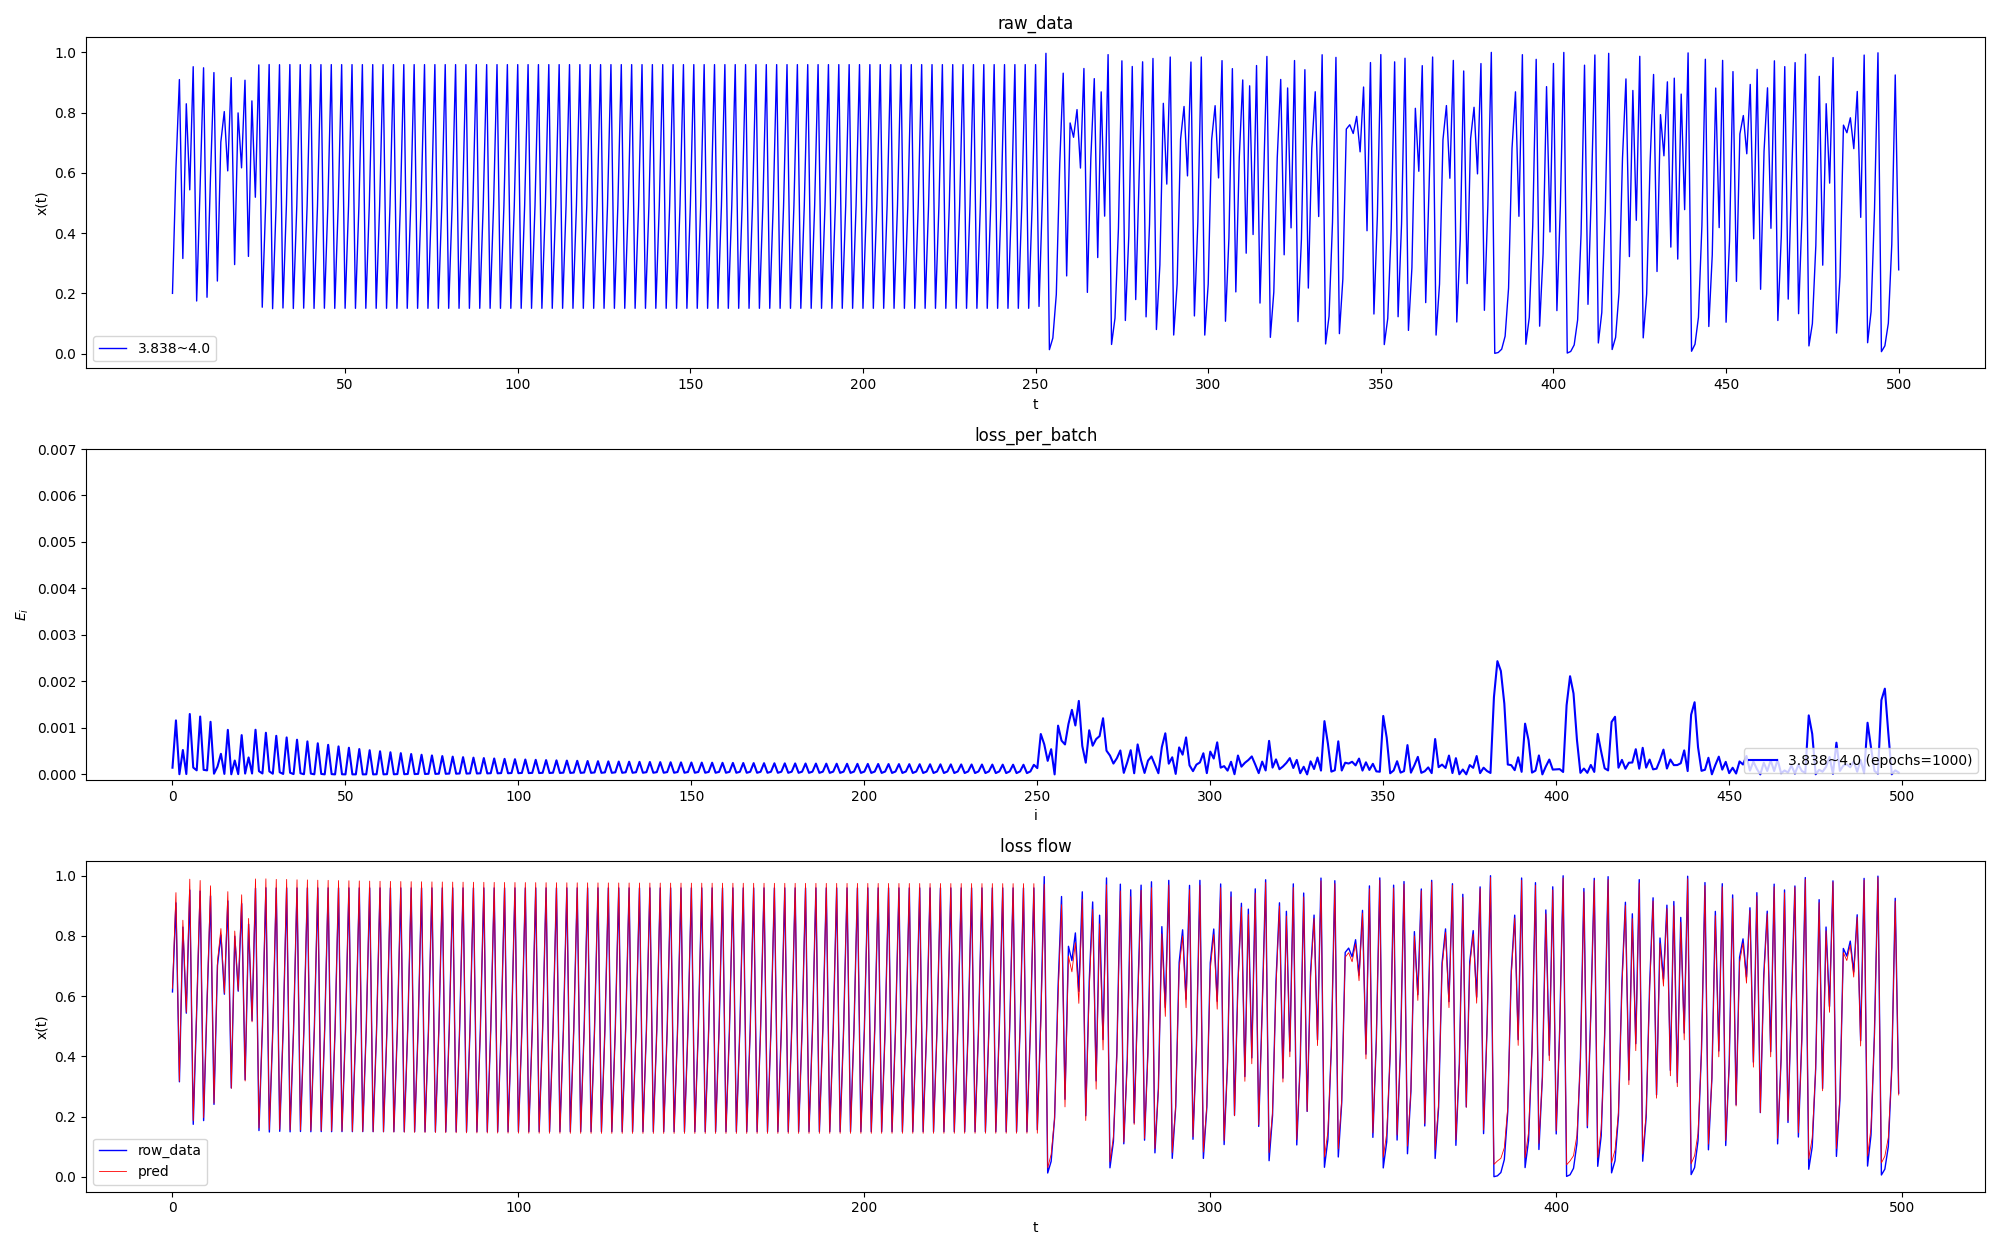 raw_data
1.0
0.8
0.6
0.4
0.2
0.0
x(t)
3.838~4.0
50 100 150 200 250 300 350 400 450 500
t
loss_per_batch
0.007
0.006
0.005
0.004
0.003
0.002
0.001
0.000
E_i
3.838~4.0 (epochs=1000)
0 50 100 150 200 250 300 350 400 450 500
i
loss flow
1.0
0.8
0.6
0.4
0.2
0.0
x(t)
row_data
pred
0 100 200 300 400 500
t